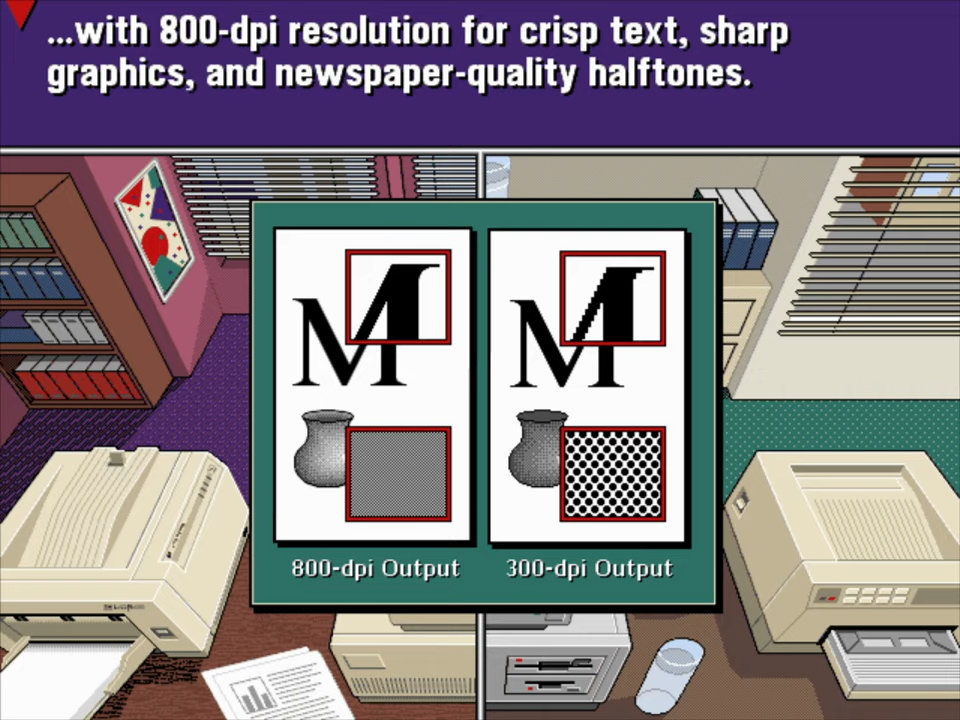 ...with 800-dpi resolution for crisp text, sharp
graphics, and newspaper-quality halftones.
M
M
800-dpi Output
300-dpi Output